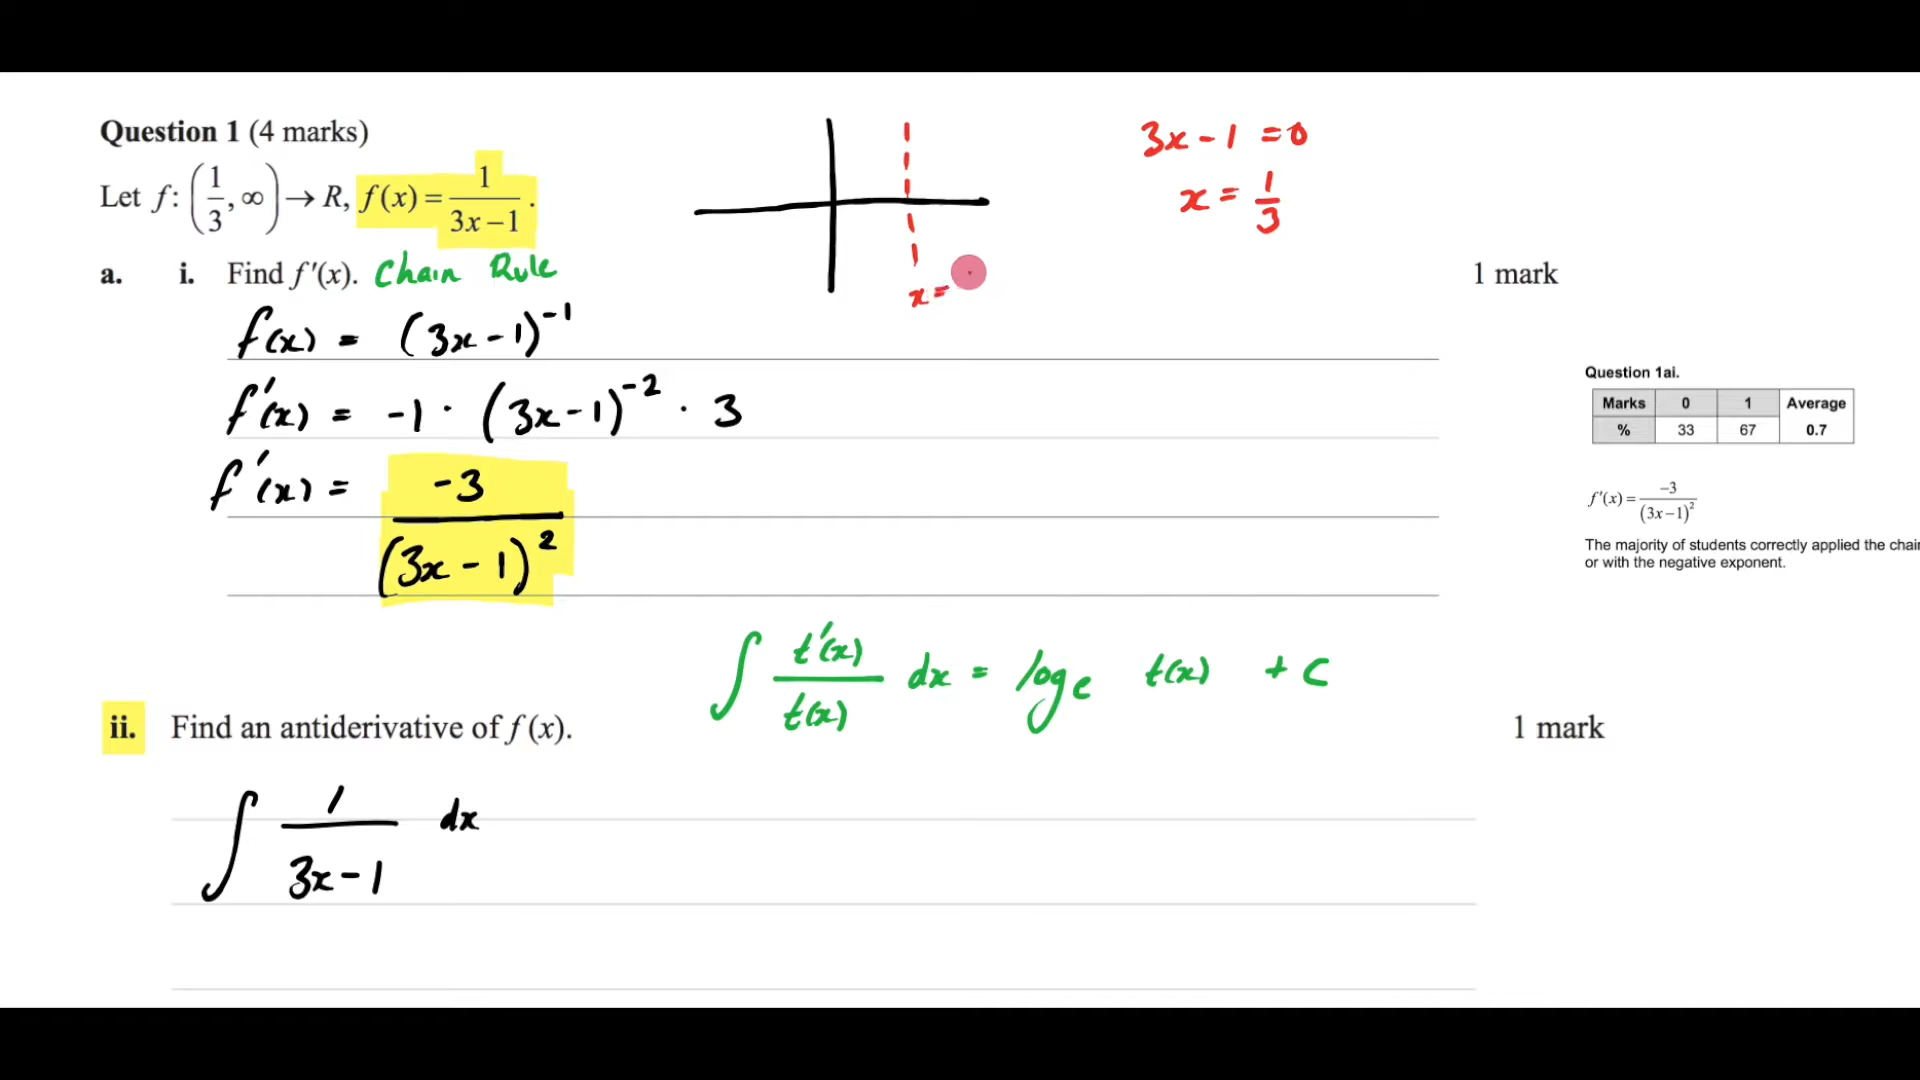 Question 1 (4 marks)
Let f: (1/3, ∞) → R, f(x) = 1/(3x − 1).
3x − 1 = 0
x = 1/3
x =
a. i. Find f′(x). Chain Rule 1 mark
f(x) = (3x − 1)^−1
f′(x) = −1 · (3x − 1)^−2 · 3
f′(x) = −3/(3x − 1)^2
Question 1ai.
Marks 0 1 Average
% 33 67 0.7
f′(x) = −3/(3x − 1)^2
The majority of students correctly applied the chai
or with the negative exponent.
∫ t′(x)/t(x) dx = log_e t(x) + c
ii. Find an antiderivative of f(x). 1 mark
∫ 1/(3x − 1) dx